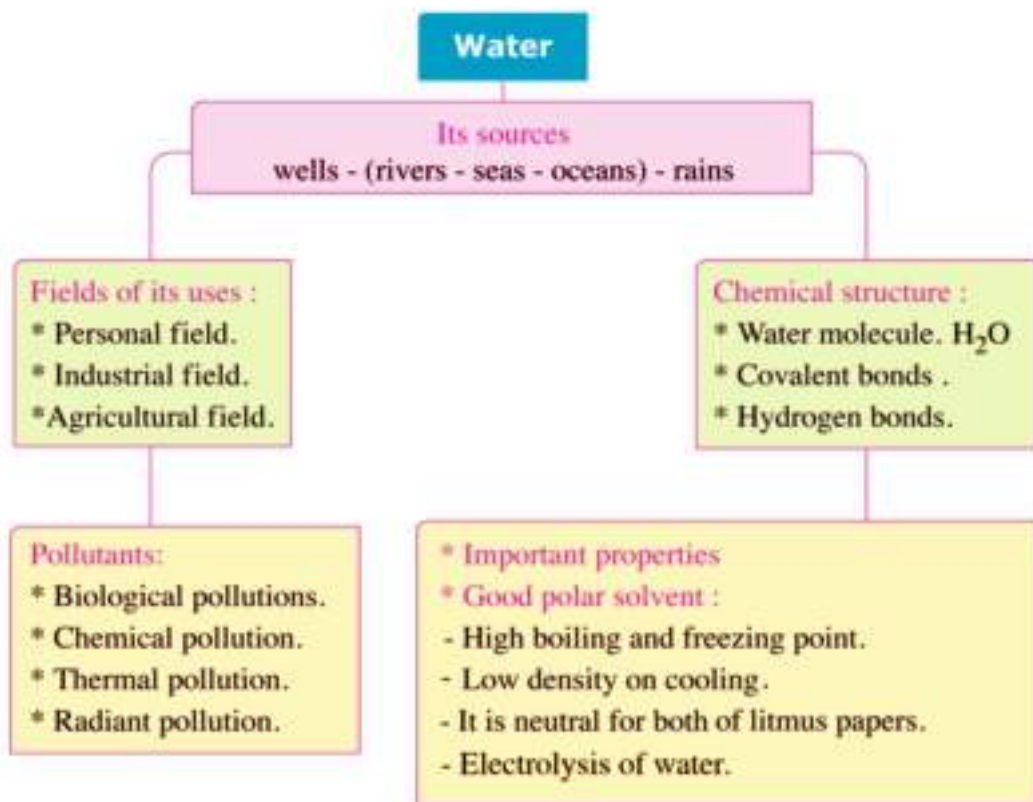 Water
Its sources
wells - (rivers - seas - oceans) - rains
Fields of its uses :
* Personal field.
* Industrial field.
*Agricultural field.
Chemical structure :
* Water molecule. H₂O
* Covalent bonds .
* Hydrogen bonds.
Pollutants:
* Biological pollutions.
* Chemical pollution.
* Thermal pollution.
* Radiant pollution.
* Important properties
* Good polar solvent :
- High boiling and freezing point.
- Low density on cooling.
- It is neutral for both of litmus papers.
- Electrolysis of water.